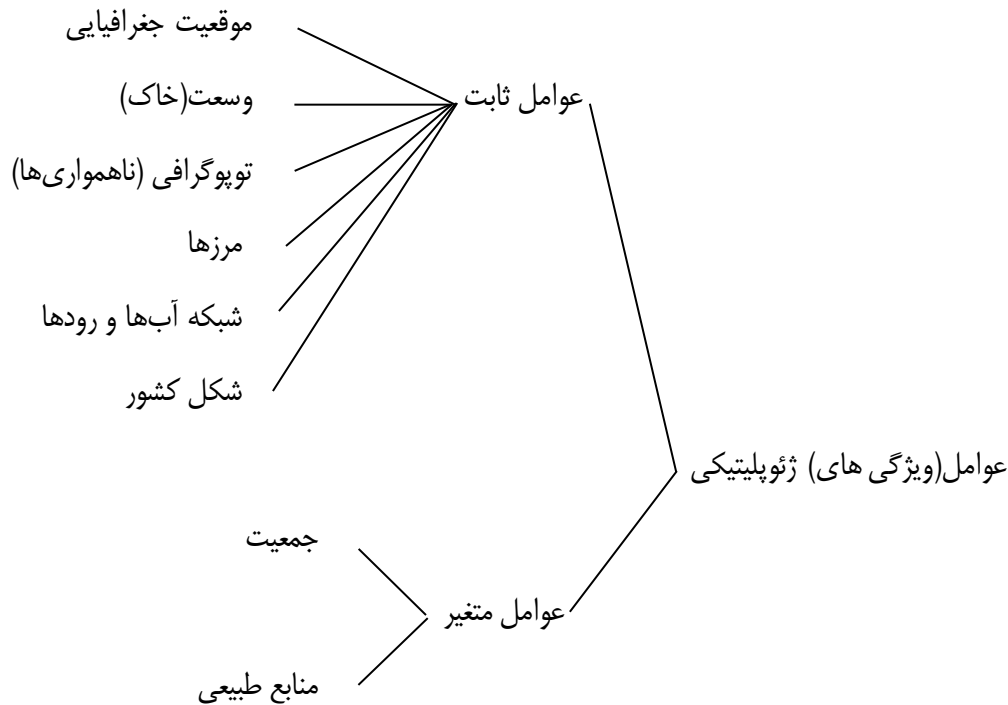 عوامل(ویژگی های) ژئوپلیتیکی
عوامل ثابت
موقعیت جغرافیایی
وسعت(خاک)
توپوگرافی (ناهمواری‌ها)
مرزها
شبکه آب‌ها و رودها
شکل کشور
عوامل متغیر
جمعیت
منابع طبیعی